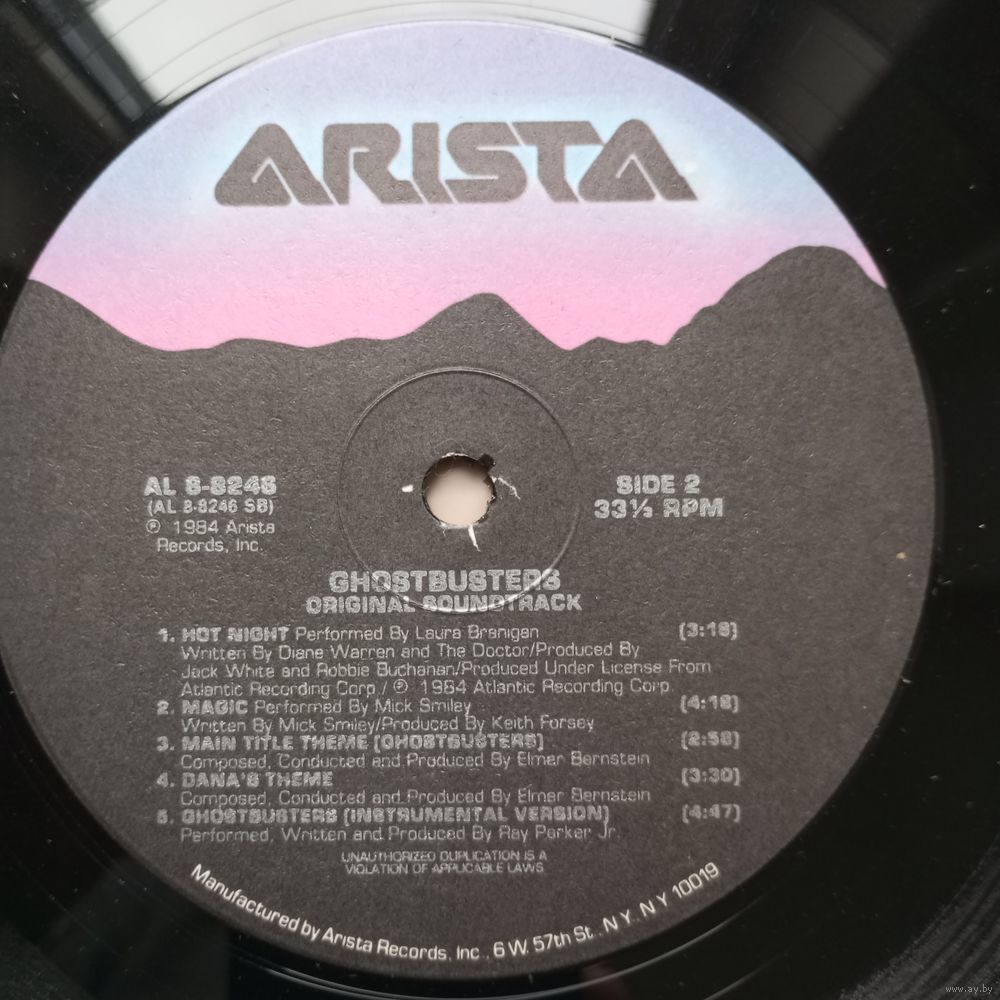 ARISTA
AL 8-8246
(AL 8-8246 SB)
℗ 1984 Arista
Records, Inc.
SIDE 2
33⅓ RPM
GHOSTBUSTERS
ORIGINAL SOUNDTRACK
1. HOT NIGHT Performed By Laura Branigan (3:18)
Written By Diane Warren and The Doctor/Produced By
Jack White and Robbie Buchanan/Produced Under License From
Atlantic Recording Corp./ ℗ 1984 Atlantic Recording Corp.
2. MAGIC Performed By Mick Smiley (4:18)
Written By Mick Smiley/Produced By Keith Forsey
3. MAIN TITLE THEME (GHOSTBUSTERS) (2:58)
Composed, Conducted and Produced By Elmer Bernstein
4. DANA'S THEME (3:30)
Composed, Conducted and Produced By Elmer Bernstein
5. GHOSTBUSTERS (INSTRUMENTAL VERSION) (4:47)
Performed, Written and Produced By Ray Parker Jr.
UNAUTHORIZED DUPLICATION IS A
VIOLATION OF APPLICABLE LAWS
Manufactured by Arista Records, Inc., 6 W. 57th St., N.Y. N.Y. 10019
www.ay.by